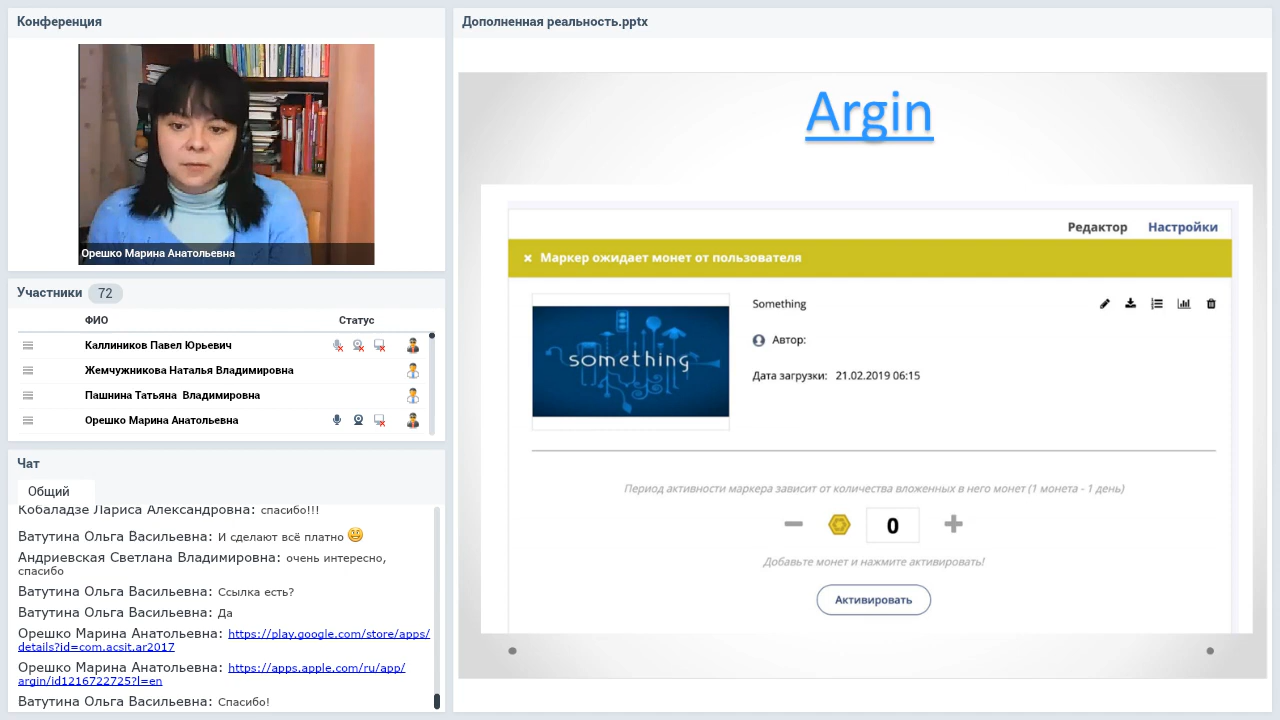 Конференция
Орешко Марина Анатольевна
Участники 72
ФИО Статус
Каллиников Павел Юрьевич
Жемчужникова Наталья Владимировна
Пашнина Татьяна Владимировна
Орешко Марина Анатольевна
Чат
Общий
Кобаладзе Лариса Александровна: спасибо!!!
Ватутина Ольга Васильевна: И сделают всё платно
Андриевская Светлана Владимировна: очень интересно,
спасибо
Ватутина Ольга Васильевна: Ссылка есть?
Ватутина Ольга Васильевна: Да
Орешко Марина Анатольевна: https://play.google.com/store/apps/
details?id=com.acsit.ar2017
Орешко Марина Анатольевна: https://apps.apple.com/ru/app/
argin/id1216722725?l=en
Ватутина Ольга Васильевна: Спасибо!
Дополненная реальность.pptx
Argin
Редактор Настройки
× Маркер ожидает монет от пользователя
something
Something
Автор:
Дата загрузки: 21.02.2019 06:15
Период активности маркера зависит от количества вложенных в него монет (1 монета - 1 день)
0
Добавьте монет и нажмите активировать!
Активировать